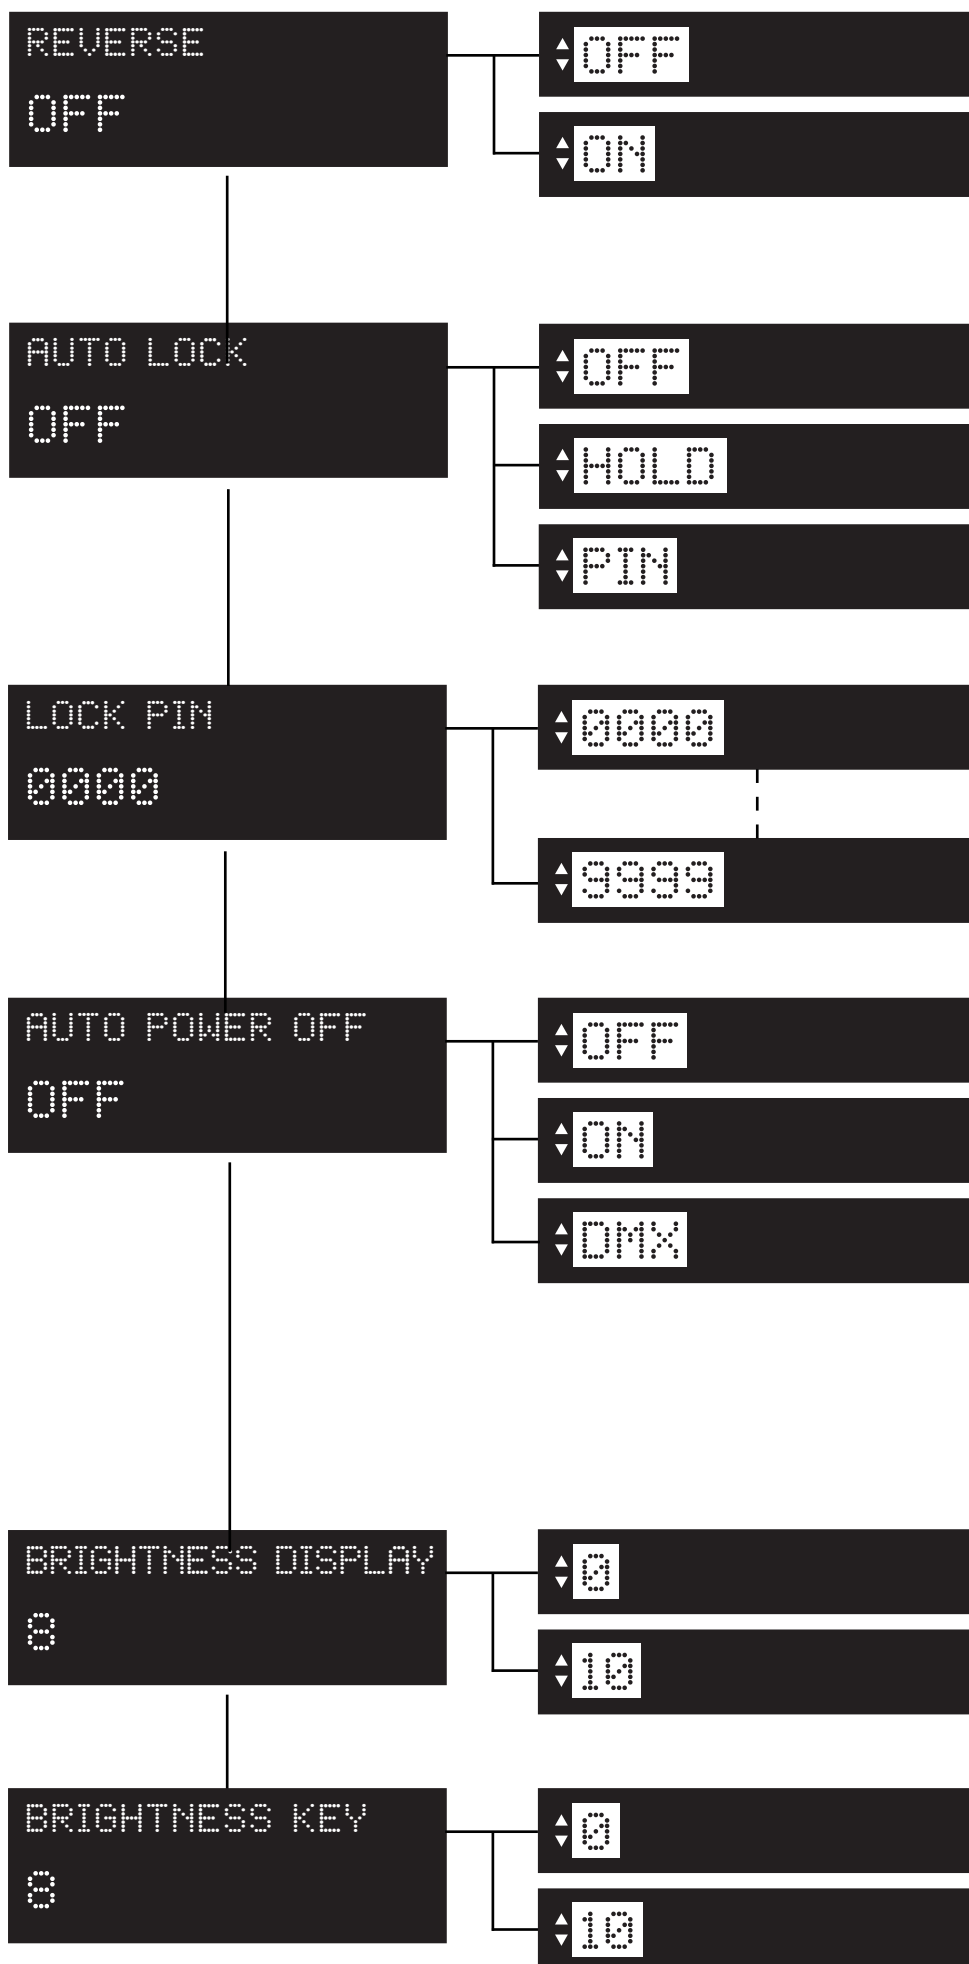 REVERSE
OFF
OFF
ON
AUTO LOCK
OFF
OFF
HOLD
PIN
LOCK PIN
0000
0000
9999
AUTO POWER OFF
OFF
OFF
ON
DMX
BRIGHTNESS DISPLAY
8
0
10
BRIGHTNESS KEY
8
0
10